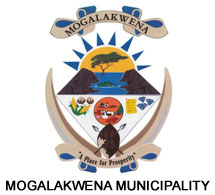 MOGALAKWENA
"A Place for Prosperity"
MOGALAKWENA MUNICIPALITY